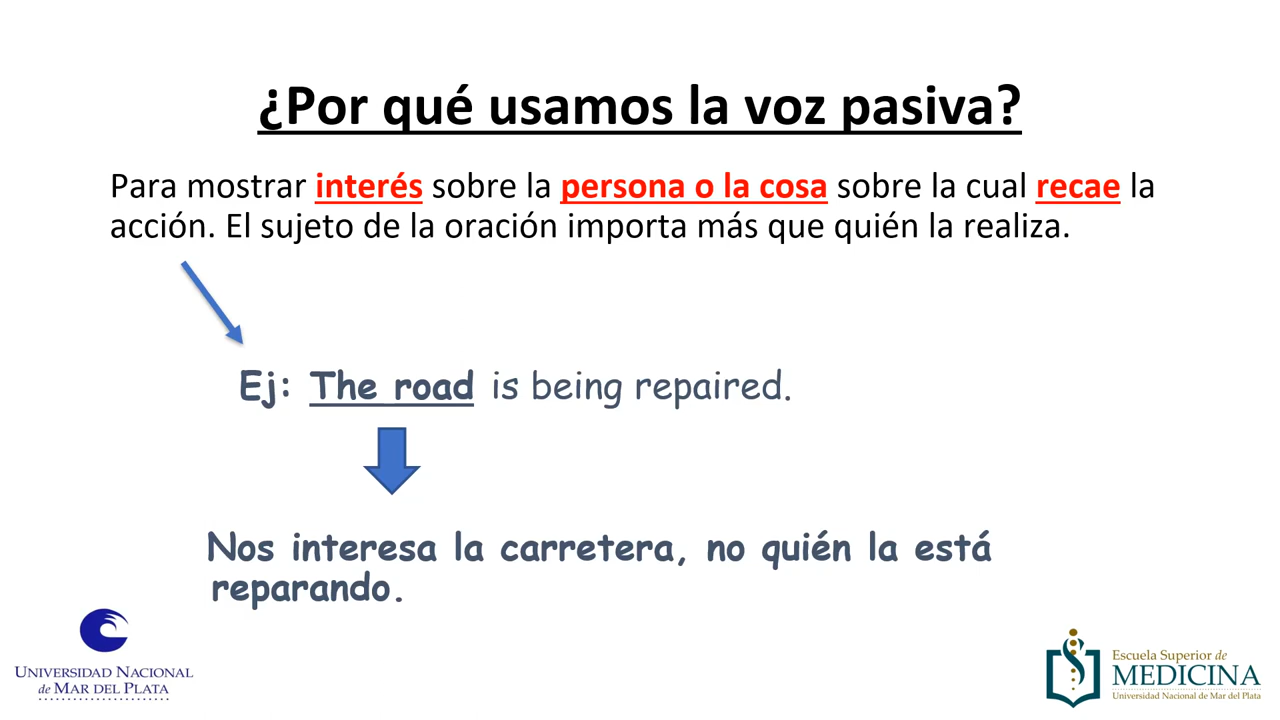 ¿Por qué usamos la voz pasiva?
Para mostrar interés sobre la persona o la cosa sobre la cual recae la
acción. El sujeto de la oración importa más que quién la realiza.
Ej: The road is being repaired.
Nos interesa la carretera, no quién la está
reparando.
UNIVERSIDAD NACIONAL
de MAR DEL PLATA
Escuela Superior de
MEDICINA
Universidad Nacional de Mar del Plata